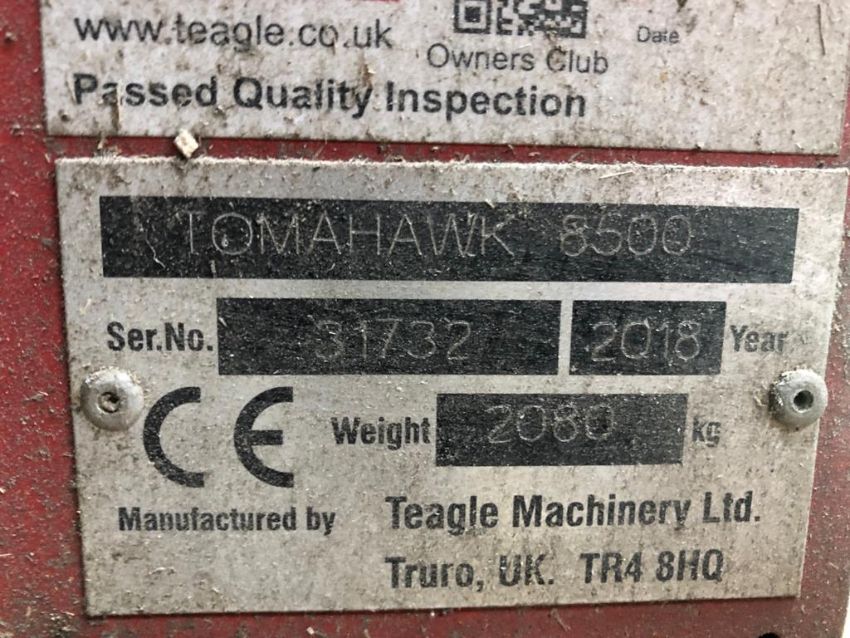 www.teagle.co.uk
Owners Club
Date
Passed Quality Inspection
TOMAHAWK 8500
Ser.No. 31732 2018 Year
CE Weight 2080 kg
Manufactured by Teagle Machinery Ltd.
Truro, UK. TR4 8HQ